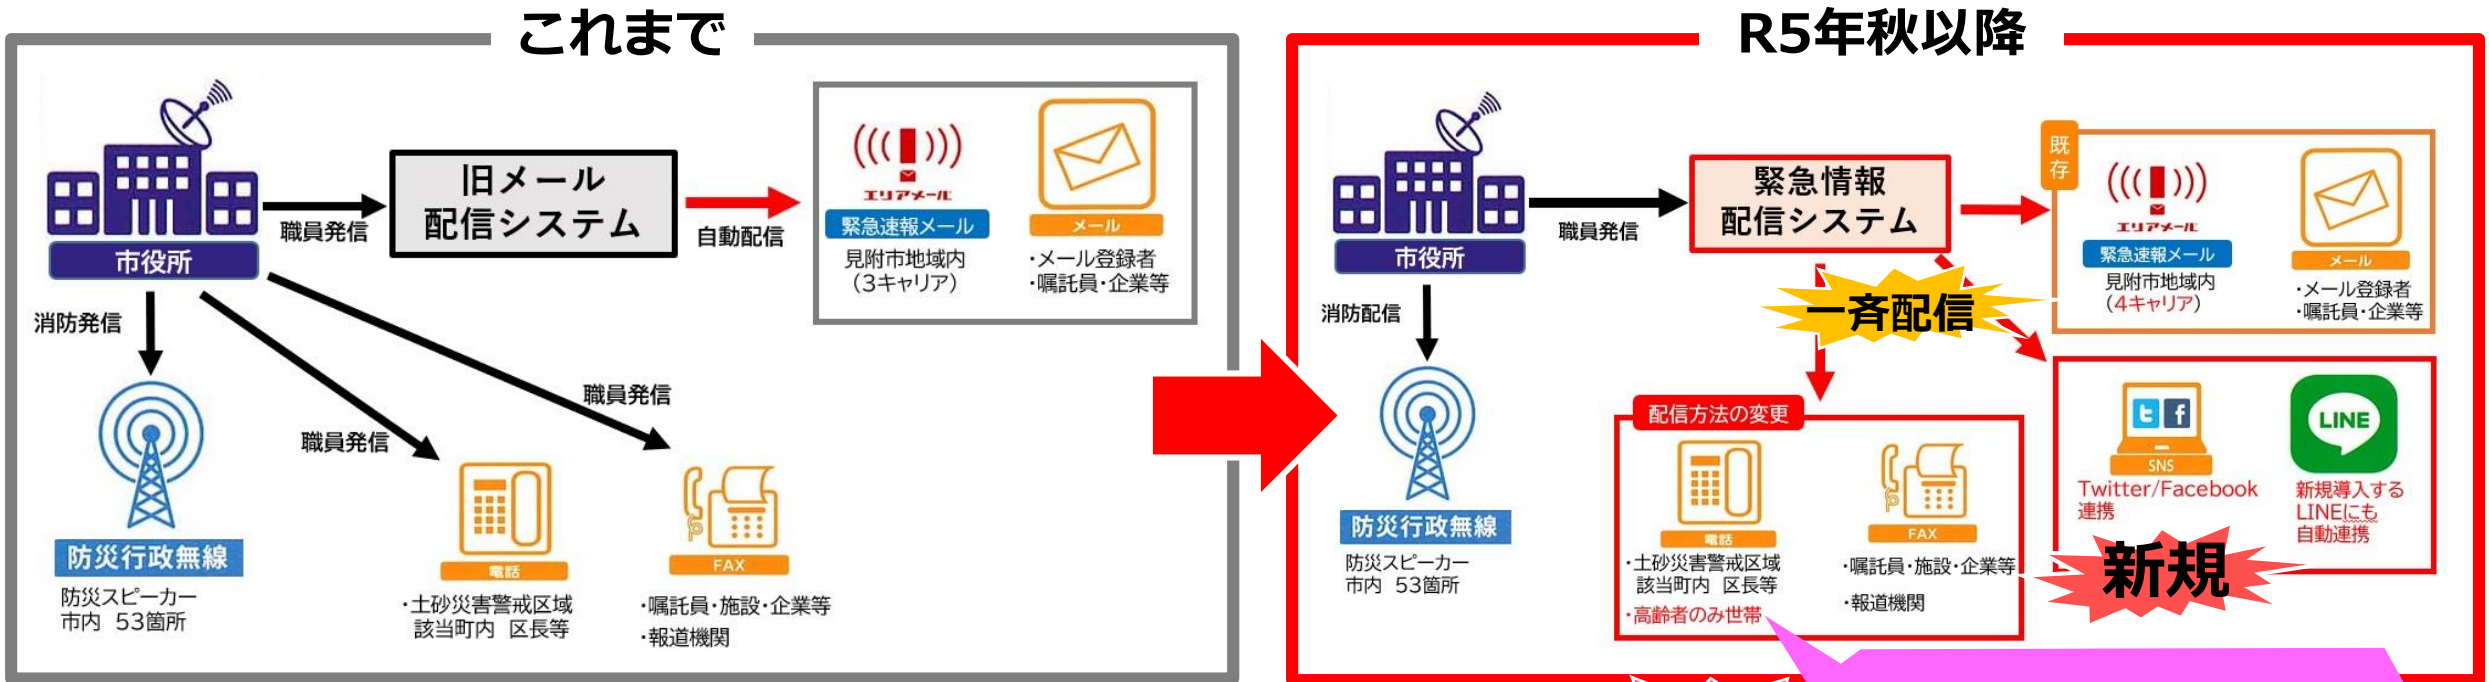 これまで
市役所
職員発信
旧メール
配信システム
自動配信
エリアメール
緊急速報メール
見附市地域内
（3キャリア）
メール
・メール登録者
・嘱託員・企業等
消防発信
職員発信
職員発信
防災行政無線
防災スピーカー
市内 53箇所
電話
・土砂災害警戒区域
該当町内 区長等
FAX
・嘱託員・施設・企業等
・報道機関
R5年秋以降
市役所
職員発信
緊急情報
配信システム
既存
エリアメール
緊急速報メール
見附市地域内
（4キャリア）
メール
・メール登録者
・嘱託員・企業等
消防配信
一斉配信
防災行政無線
防災スピーカー
市内 53箇所
配信方法の変更
電話
・土砂災害警戒区域
該当町内 区長等
・高齢者のみ世帯
FAX
・嘱託員・施設・企業等
・報道機関
SNS
Twitter/Facebook
連携
LINE
新規導入する
LINEにも
自動連携
新規